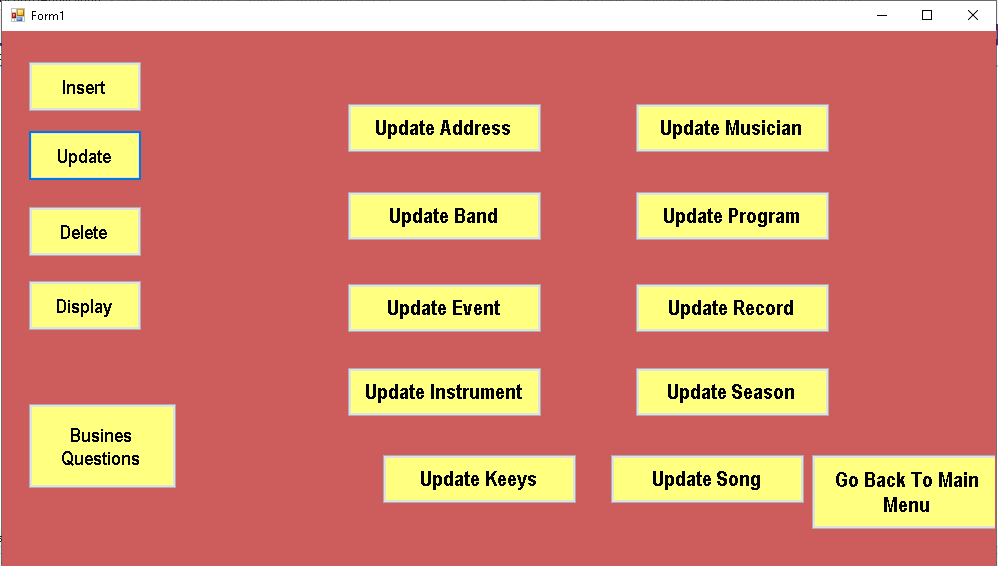 Form1
Insert
Update
Delete
Display
Busines
Questions
Update Address
Update Musician
Update Band
Update Program
Update Event
Update Record
Update Instrument
Update Season
Update Keeys
Update Song
Go Back To Main
Menu